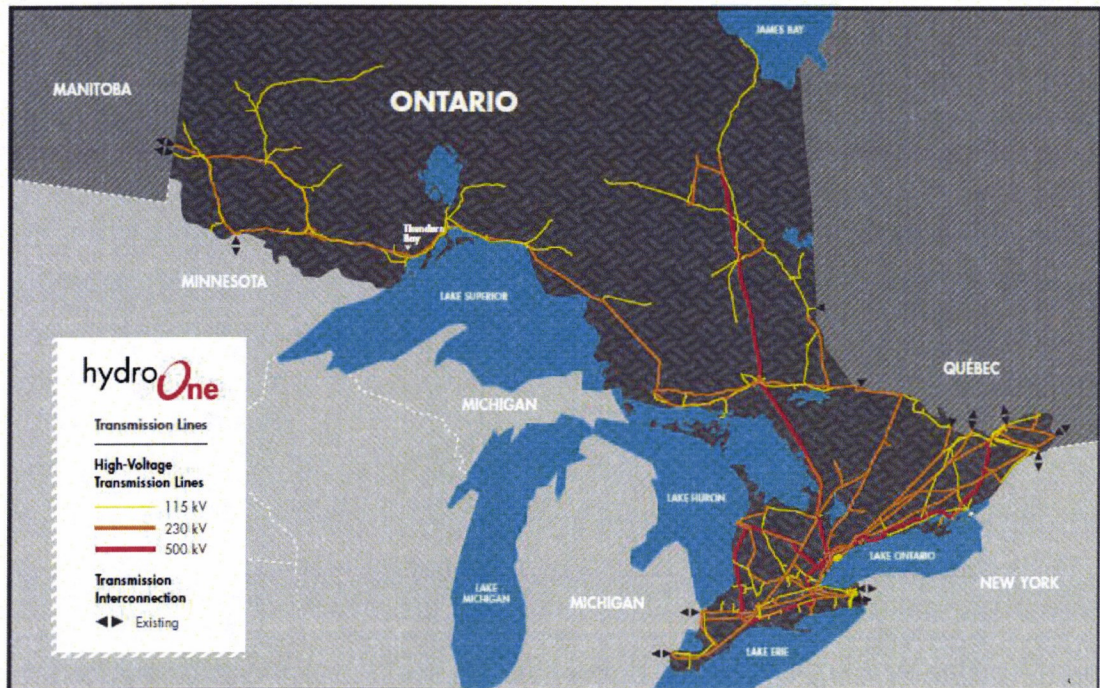 JAMES BAY
MANITOBA
ONTARIO
Thunder
Bay
MINNESOTA
LAKE SUPERIOR
QUÉBEC
MICHIGAN
LAKE HURON
LAKE ONTARIO
NEW YORK
LAKE
MICHIGAN
MICHIGAN
LAKE ERIE
hydroOne
Transmission Lines
High-Voltage
Transmission Lines
115 kV
230 kV
500 kV
Transmission
Interconnection
Existing